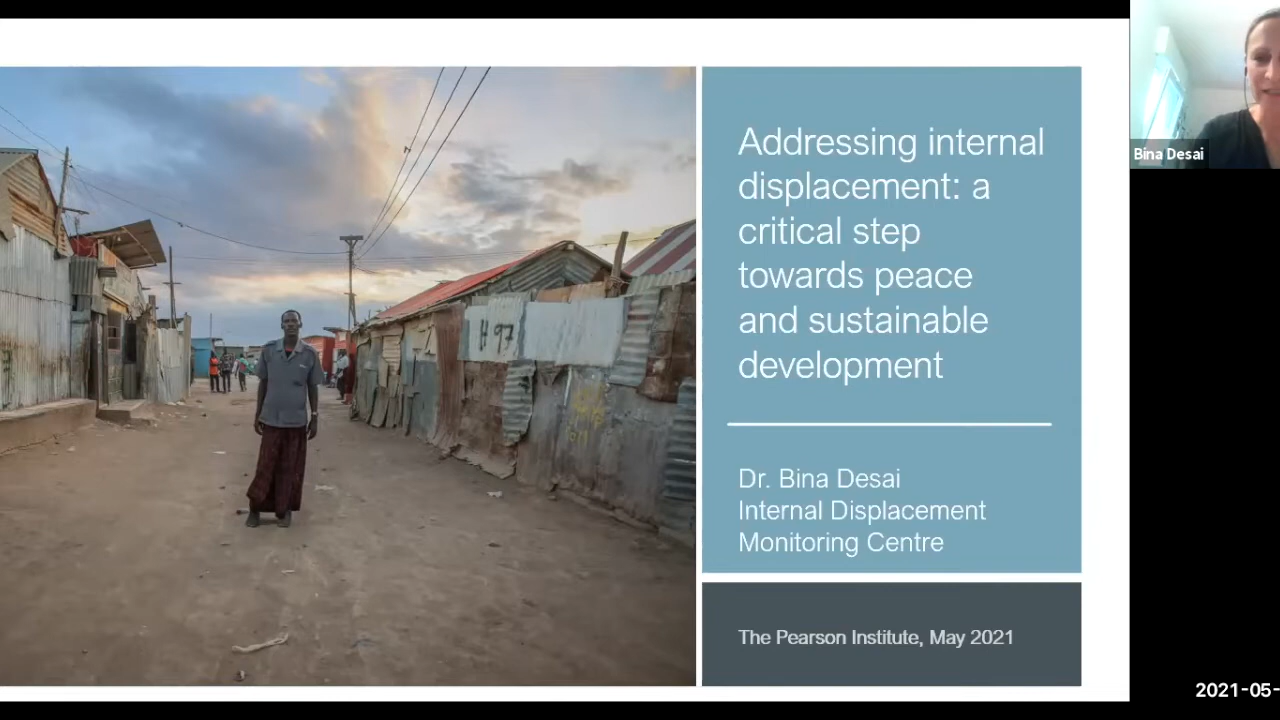 Addressing internal
displacement: a
critical step
towards peace
and sustainable
development
Dr. Bina Desai
Internal Displacement
Monitoring Centre
The Pearson Institute, May 2021
Bina Desai
H 97
2021-05-